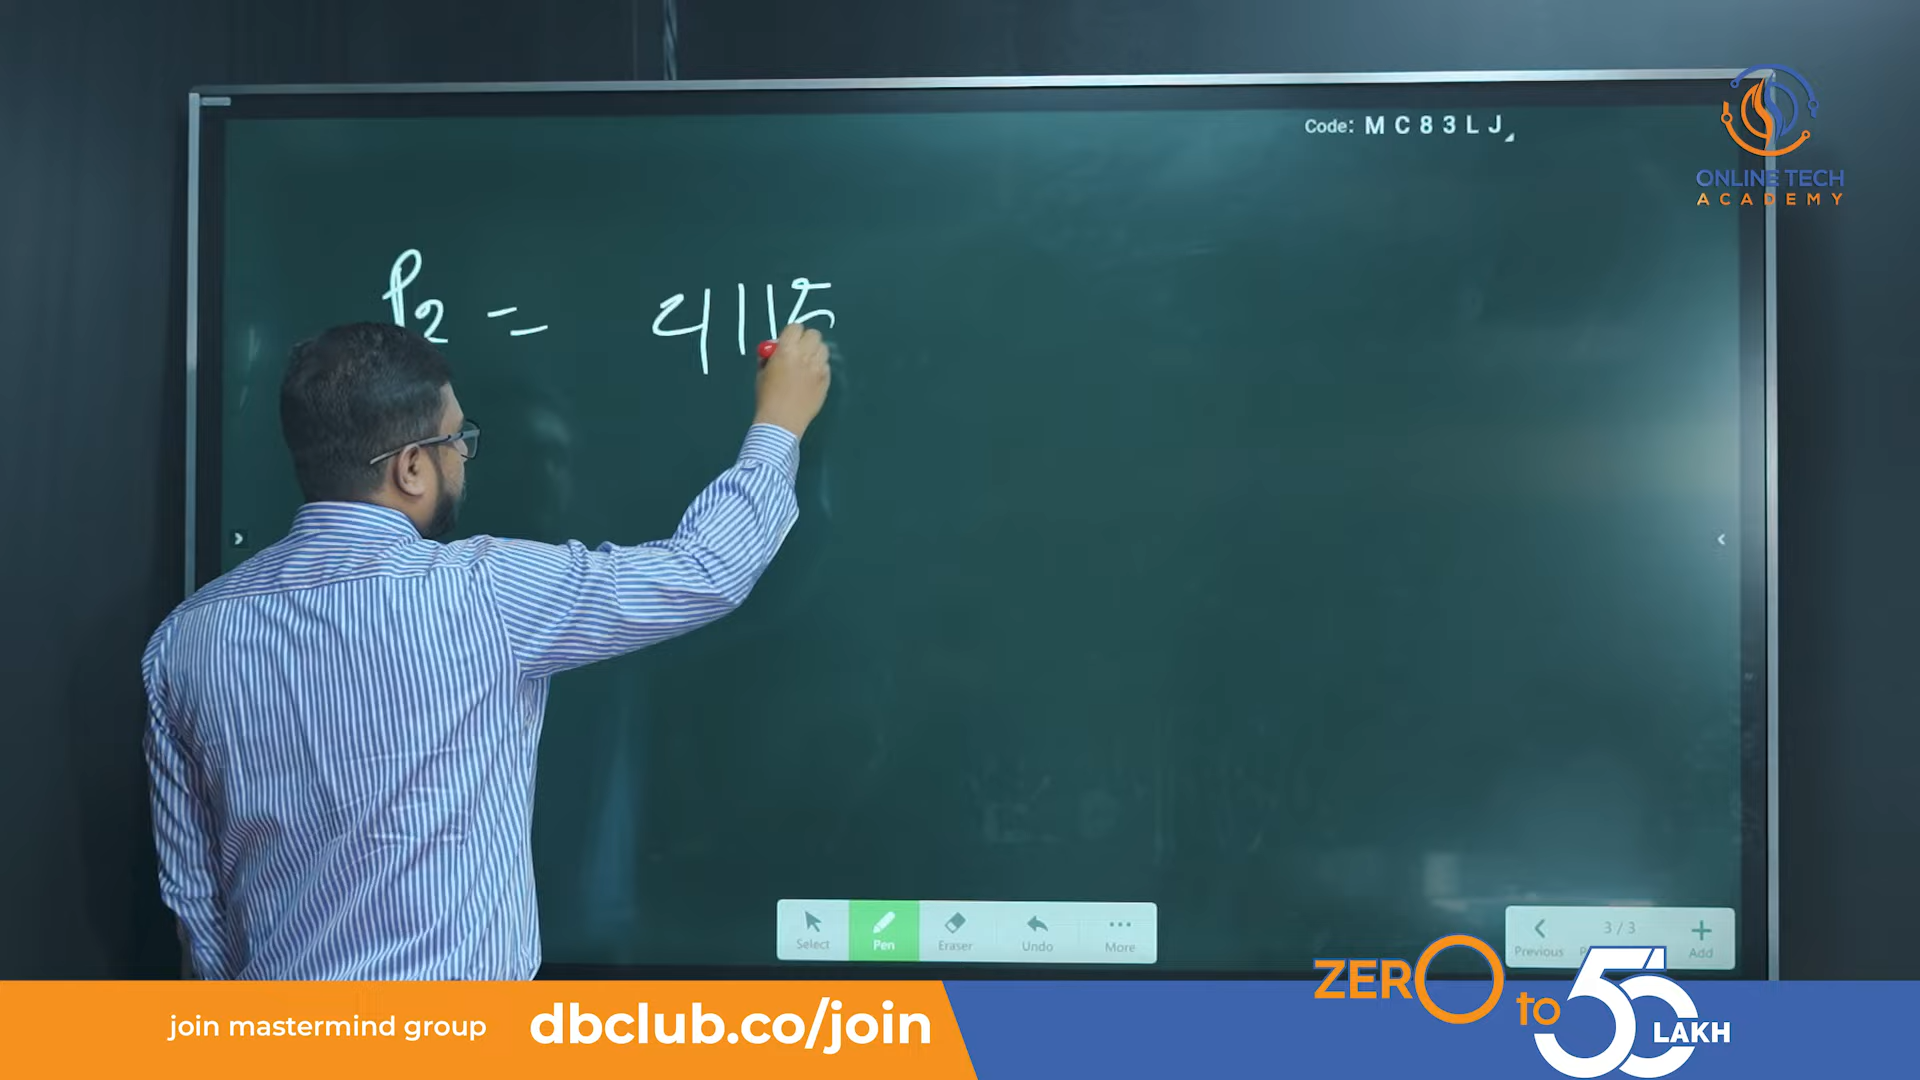 Code: MC83LJ
ONLINE TECH
ACADEMY
P2 = 4115
Select
Pen
Eraser
Undo
More
3/3
Previous
Add
join mastermind group
dbclub.co/join
ZERO to 50 LAKH